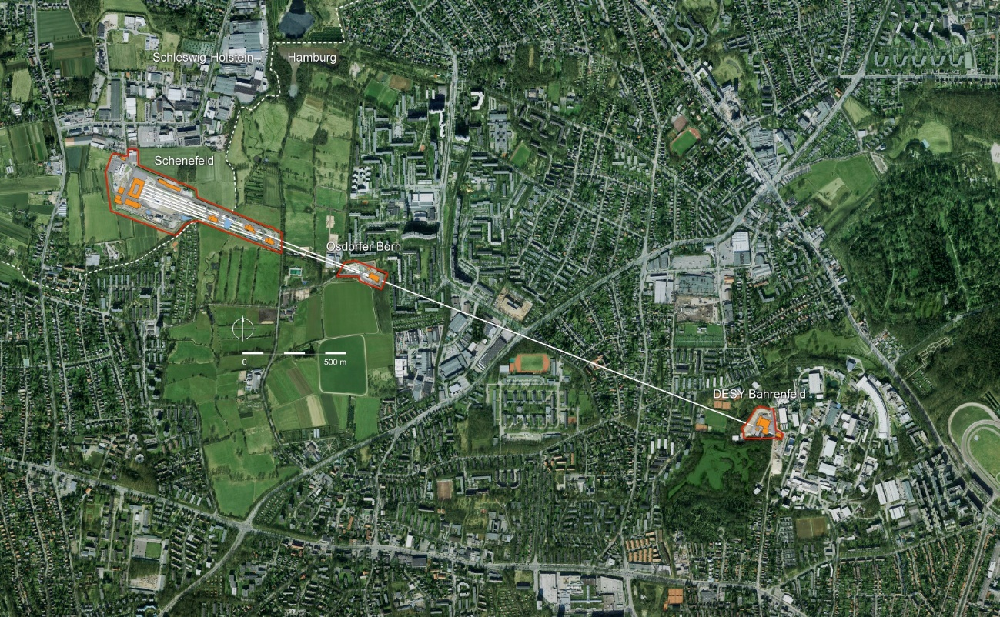 Schleswig-Holstein
Hamburg
Schenefeld
Osdorfer Born
0
500 m
DESY-Bahrenfeld